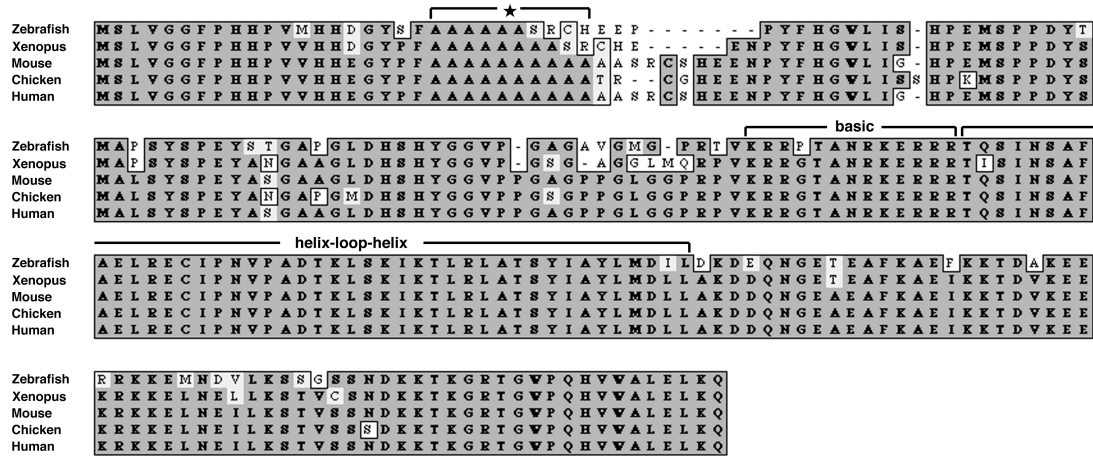 ★
Zebrafish M S L V G G F P H H P V M H H D G Y S F A A A A A A S R C H E E P - - - - - - - P Y F H G W L I S - H P E M S P P D Y T
Xenopus M S L V G G F P H H P V V H H D G Y P F A A A A A A A A S R C H E - - - - - E N P Y F H G W L I S - H P E M S P P D Y S
Mouse M S L V G G F P H H P V V H H E G Y P F A A A A A A A A A A A A S R C S H E E N P Y F H G W L I G - H P E M S P P D Y S
Chicken M S L V G G F P H H P V V H H E G Y P F A A A A A A A A A A T R - - C G H E E N P Y F H G W L I S S H P K M S P P D Y S
Human M S L V G G F P H H P V V H H E G Y P F A A A A A A A A A A A A S R C S H E E N P Y F H G W L I G - H P E M S P P D Y S
basic
Zebrafish M A P S Y S P E Y S T G A P G L D H S H Y G G V P - G A G A V G M G - P R T V K R R P T A N R K E R R R T Q S I N S A F
Xenopus M A P S Y S P E Y A N G A A G L D H S H Y G G V P - G S G - A G G L M Q R P V K R R G T A N R K E R R R T I S I N S A F
Mouse M A L S Y S P E Y A S G A A G L D H S H Y G G V P P G A G P P G L G G P R P V K R R G T A N R K E R R R T Q S I N S A F
Chicken M A L S Y S P E Y A N G A P G M D H S H Y G G V P P G S G P P G L G G P R P V K R R G T A N R K E R R R T Q S I N S A F
Human M A L S Y S P E Y A S G A A G L D H S H Y G G V P P G A G P P G L G G P R P V K R R G T A N R K E R R R T Q S I N S A F
helix-loop-helix
Zebrafish A E L R E C I P N V P A D T K L S K I K T L R L A T S Y I A Y L M D I L D K D E Q N G E T E A F K A E F K K T D A K E E
Xenopus A E L R E C I P N V P A D T K L S K I K T L R L A T S Y I A Y L M D L L A K D D Q N G E T E A F K A E I K K T D V K E E
Mouse A E L R E C I P N V P A D T K L S K I K T L R L A T S Y I A Y L M D L L A K D D Q N G E A E A F K A E I K K T D V K E E
Chicken A E L R E C I P N V P A D T K L S K I K T L R L A T S Y I A Y L M D L L A K D D Q N G E A E A F K A E I K K T D V K E E
Human A E L R E C I P N V P A D T K L S K I K T L R L A T S Y I A Y L M D L L A K D D Q N G E A E A F K A E I K K T D V K E E
Zebrafish R R K K E M N D V L K S S G S S N D K K T K G R T G W P Q H V W A L E L K Q
Xenopus K R K K E L N E L L K S T V C S N D K K T K G R T G W P Q H V W A L E L K Q
Mouse K R K K E L N E I L K S T V S S N D K K T K G R T G W P Q H V W A L E L K Q
Chicken K R K K E L N E I L K S T V S S S D K K T K G R T G W P Q H V W A L E L K Q
Human K R K K E L N E I L K S T V S S N D K K T K G R T G W P Q H V W A L E L K Q